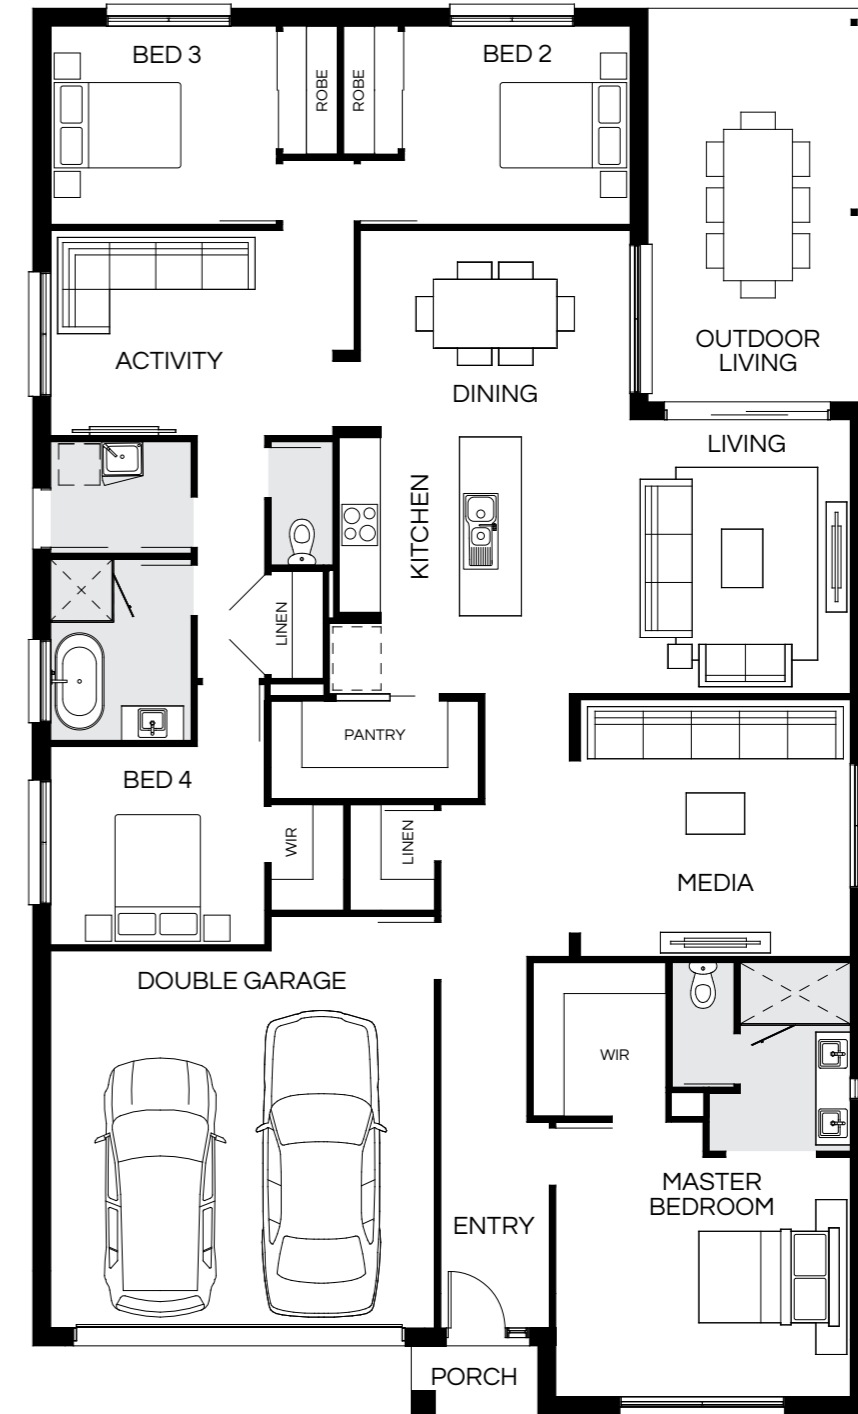 BED 3
BED 2
ROBE
ROBE
OUTDOOR
LIVING
ACTIVITY
DINING
LIVING
KITCHEN
LINEN
PANTRY
BED 4
WIR
LINEN
MEDIA
DOUBLE GARAGE
WIR
MASTER
BEDROOM
ENTRY
PORCH